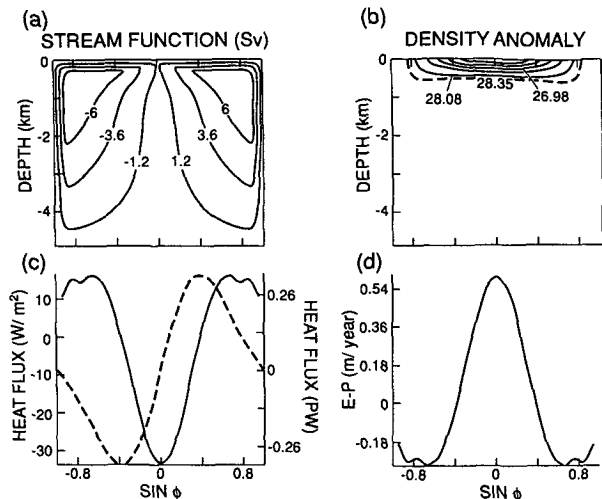 (a)
STREAM FUNCTION (Sv)
0
-2
-4
DEPTH (km)
-6
-3.6
-1.2
1.2
3.6
6
(b)
DENSITY ANOMALY
0
-2
-4
DEPTH (km)
28.08
28.35
26.98
(c)
10
0
-10
-20
-30
HEAT FLUX (W/m²)
0.26
0
-0.26
HEAT FLUX (PW)
-0.8
0
0.8
SIN ϕ
(d)
0.54
0.36
0.18
0
-0.18
E-P (m/year)
-0.8
0
0.8
SIN ϕ